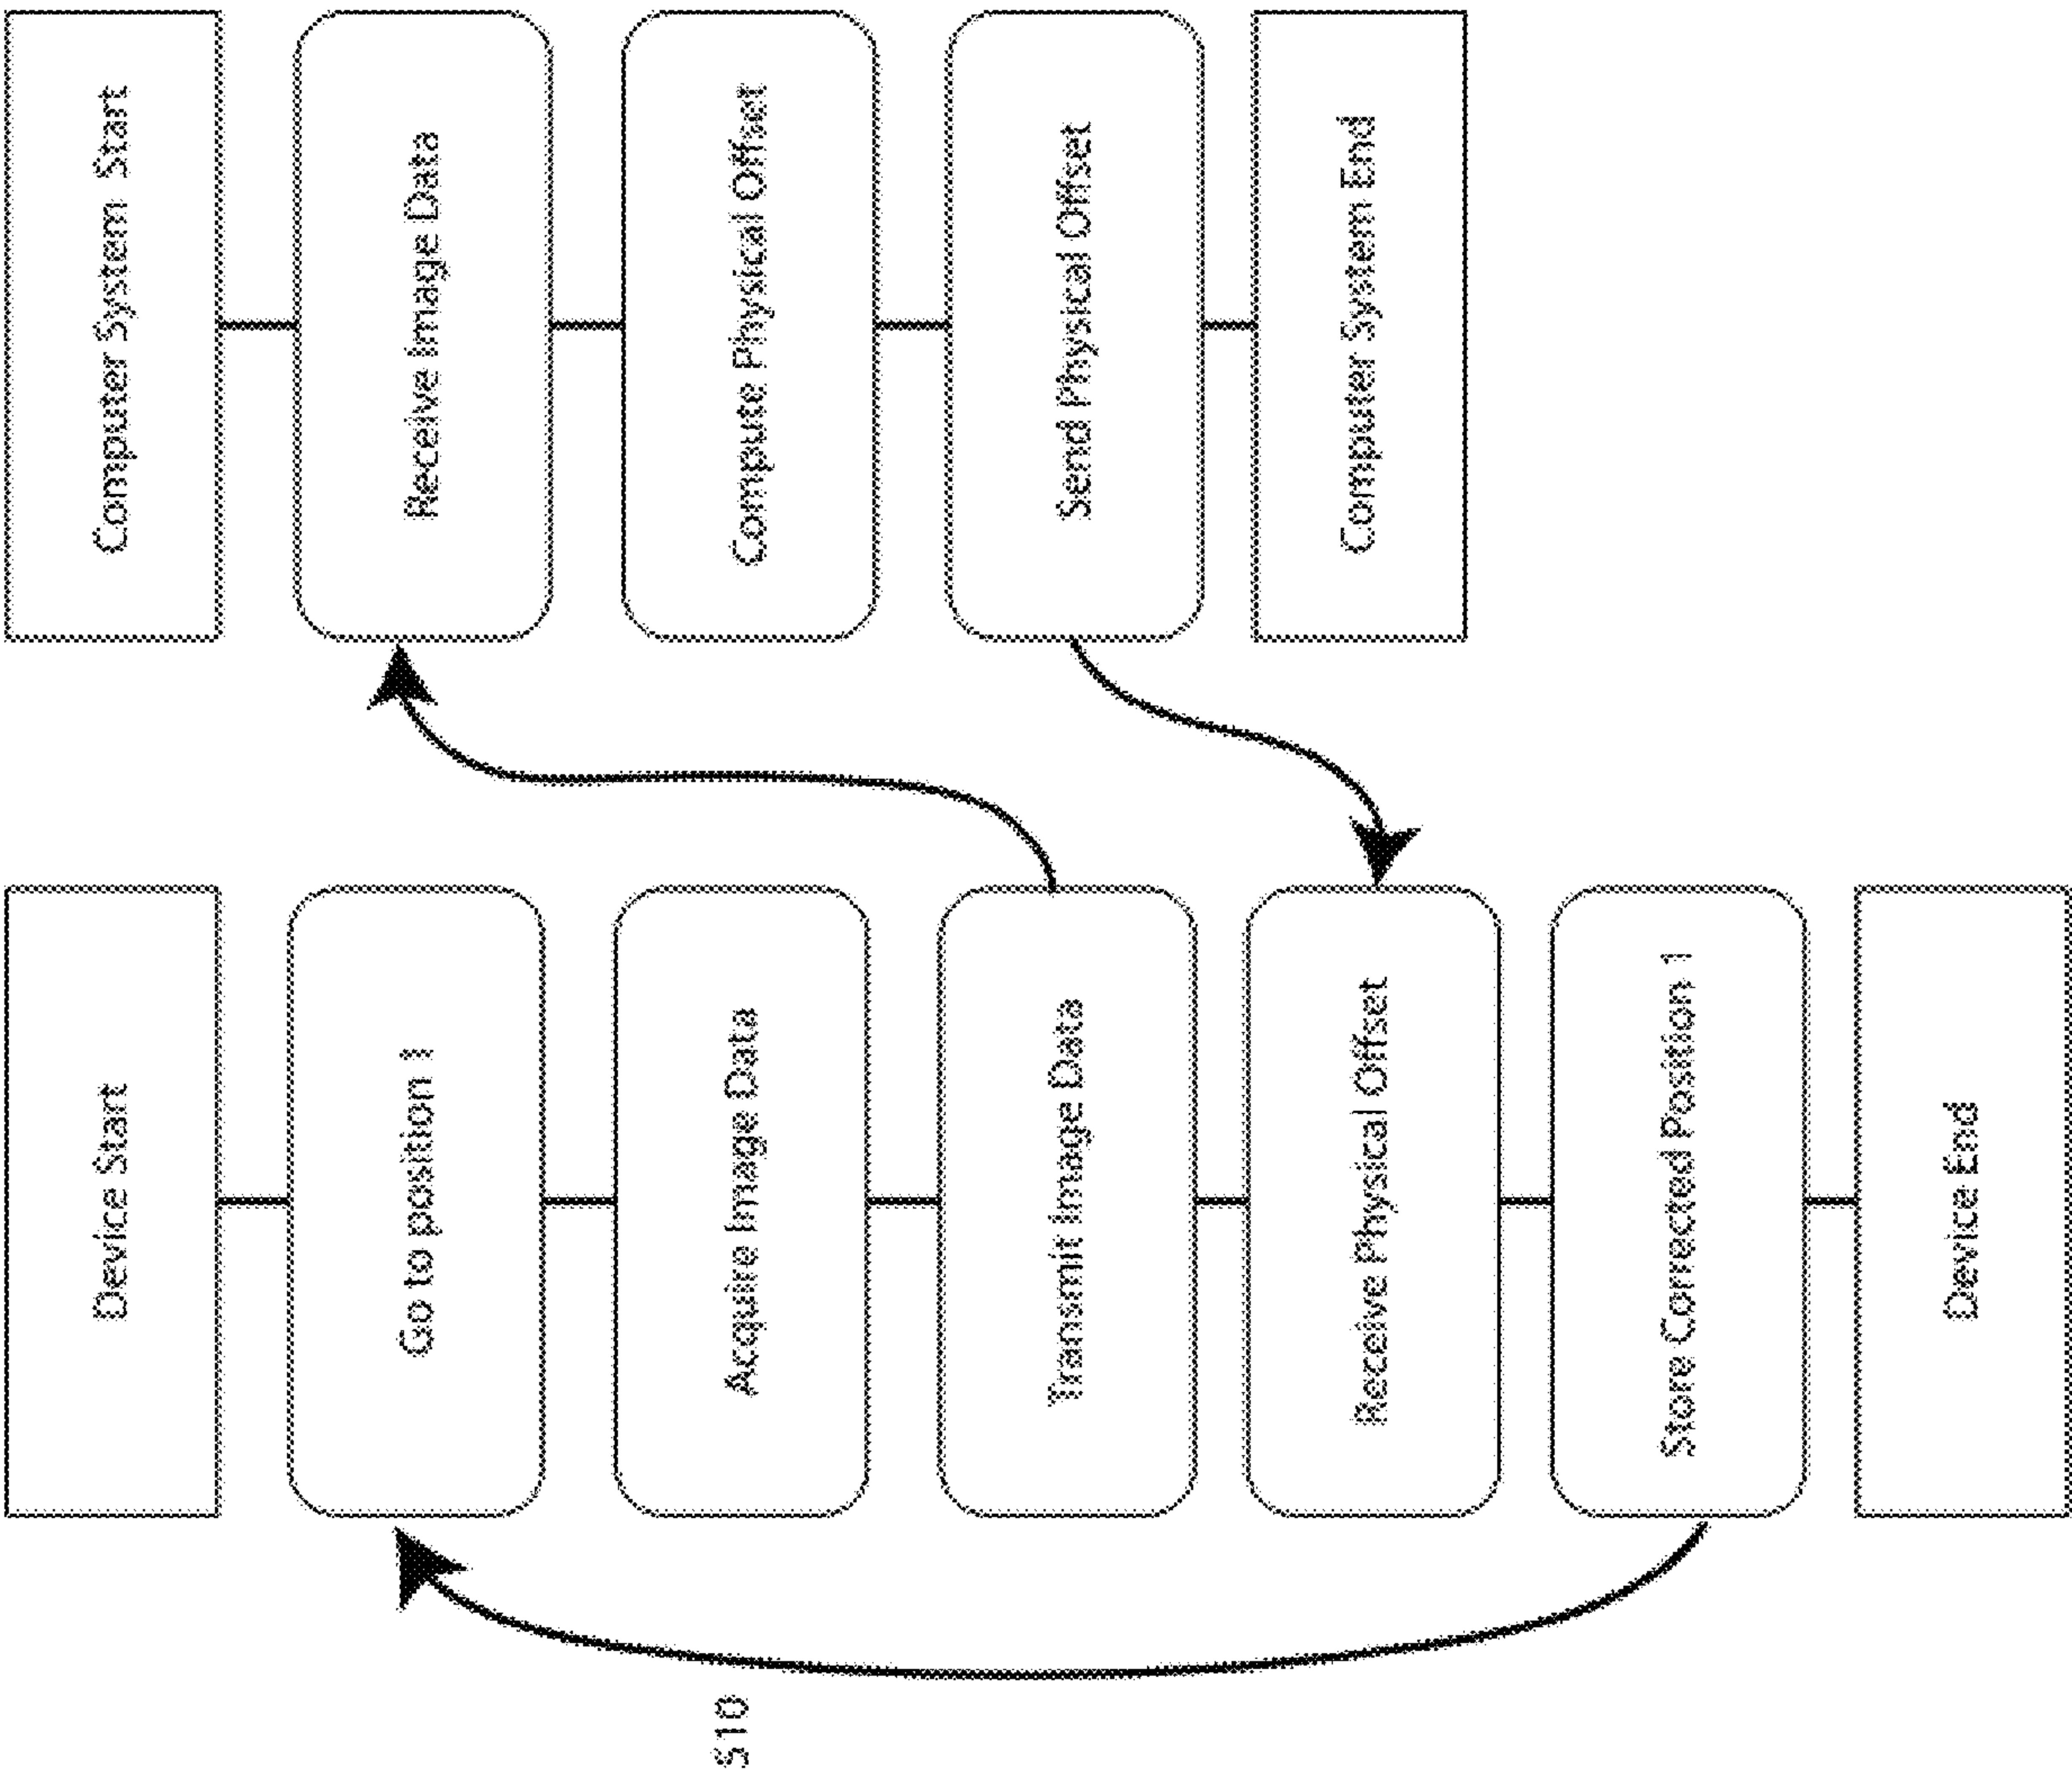 S10
Device Start
Go to position 1
Acquire Image Data
Transmit Image Data
Receive Physical Offset
Store Corrected Position 1
Device End
Computer System Start
Receive Image Data
Compute Physical Offset
Send Physical Offset
Computer System End